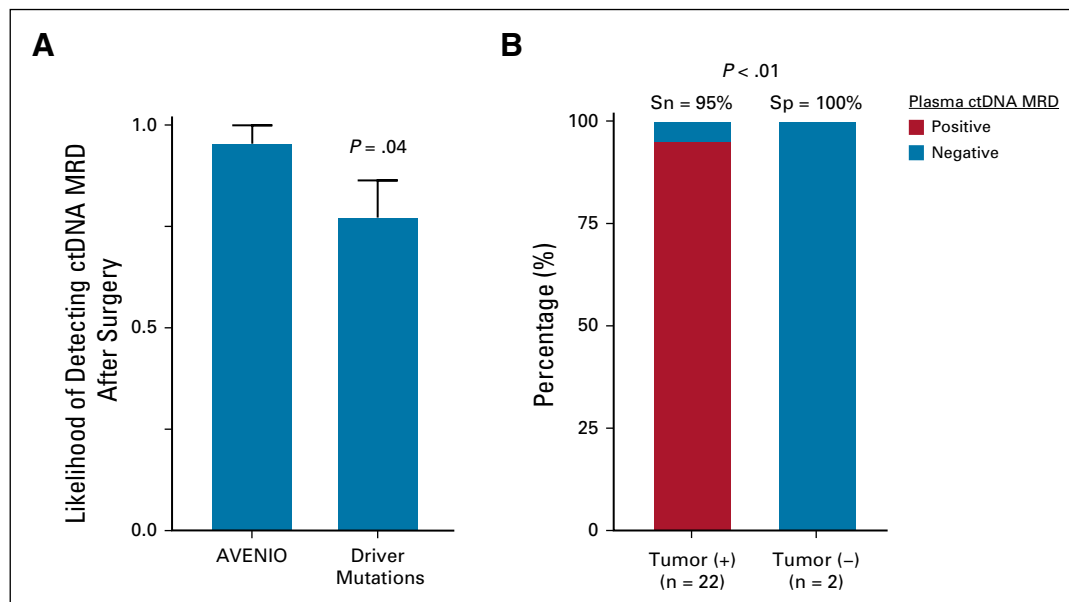 A
Likelihood of Detecting ctDNA MRD
After Surgery
1.0
0.5
0.0
P = .04
AVENIO
Driver
Mutations
B
P < .01
Sn = 95%
Sp = 100%
Percentage (%)
100
75
50
25
0
Tumor (+)
(n = 22)
Tumor (−)
(n = 2)
Plasma ctDNA MRD
Positive
Negative